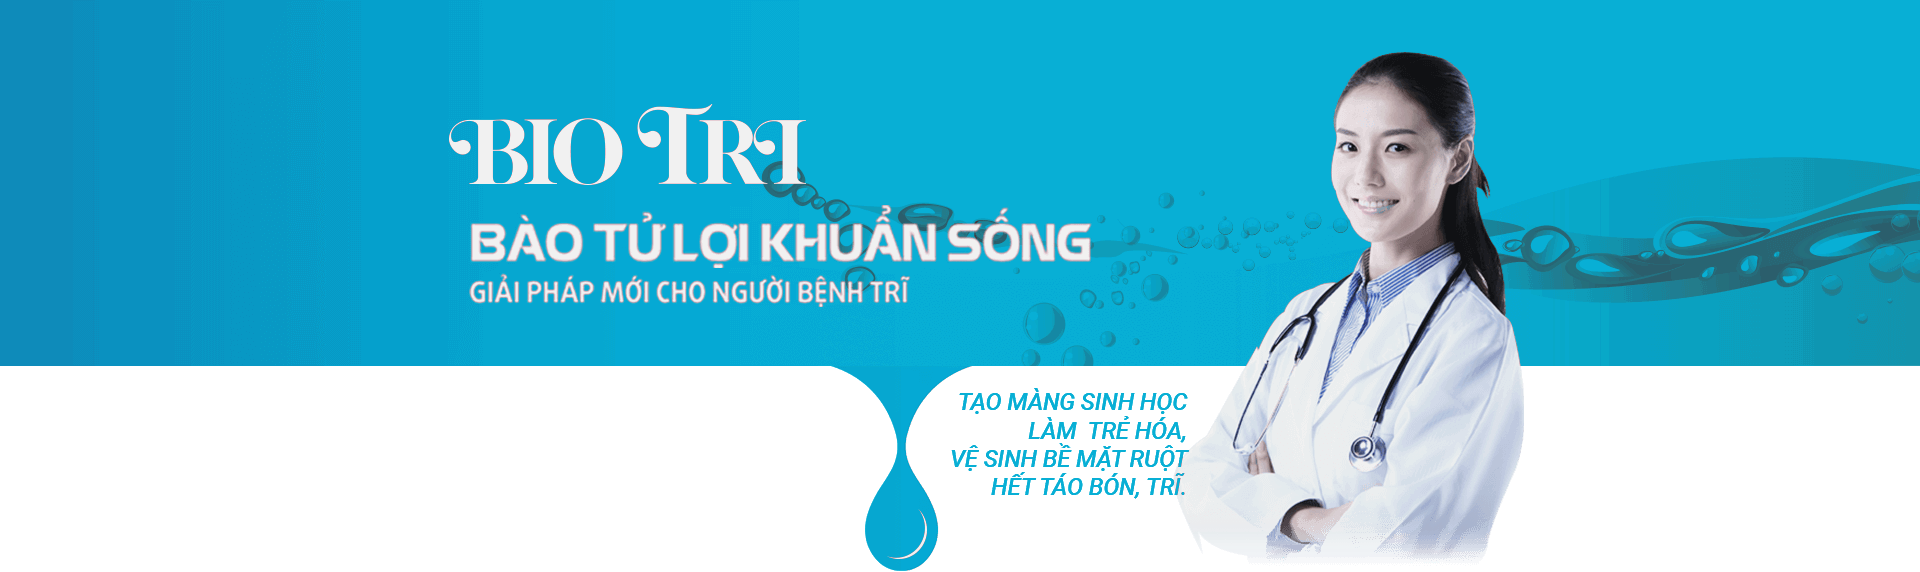 BIO TRI
BÀO TỬ LỢI KHUẨN SỐNG
GIẢI PHÁP MỚI CHO NGƯỜI BỆNH TRĨ
TẠO MÀNG SINH HỌC
LÀM TRẺ HÓA,
VỆ SINH BỀ MẶT RUỘT
HẾT TÁO BÓN, TRĨ.